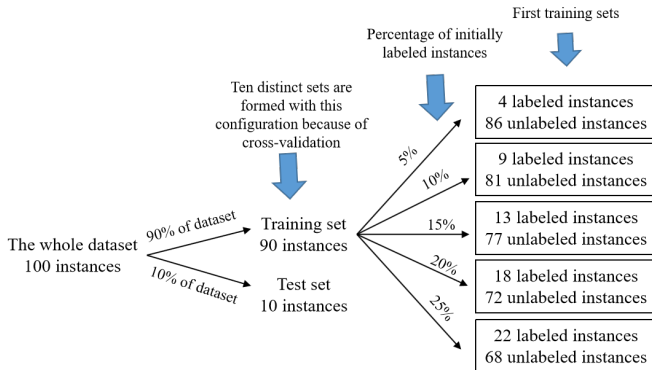 First training sets
Percentage of initially
labeled instances
Ten distinct sets are
formed with this
configuration because of
cross-validation
The whole dataset
100 instances
90% of dataset
10% of dataset
Training set
90 instances
Test set
10 instances
5%
10%
15%
20%
25%
4 labeled instances
86 unlabeled instances
9 labeled instances
81 unlabeled instances
13 labeled instances
77 unlabeled instances
18 labeled instances
72 unlabeled instances
22 labeled instances
68 unlabeled instances